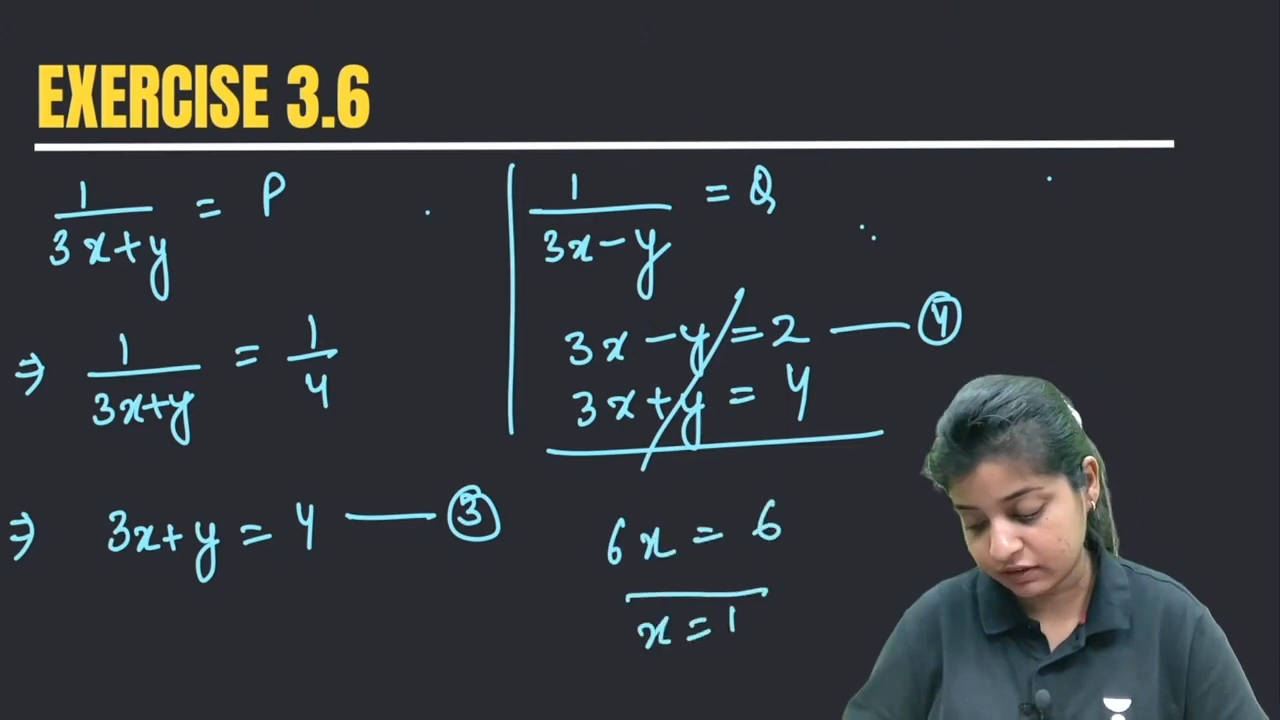 EXERCISE 3.6
1/(3x+y) = P
⇒ 1/(3x+y) = 1/4
⇒ 3x+y = 4 —— ③
1/(3x-y) = Q
3x - y = 2 —— ④
3x + y = 4
6x = 6
x = 1